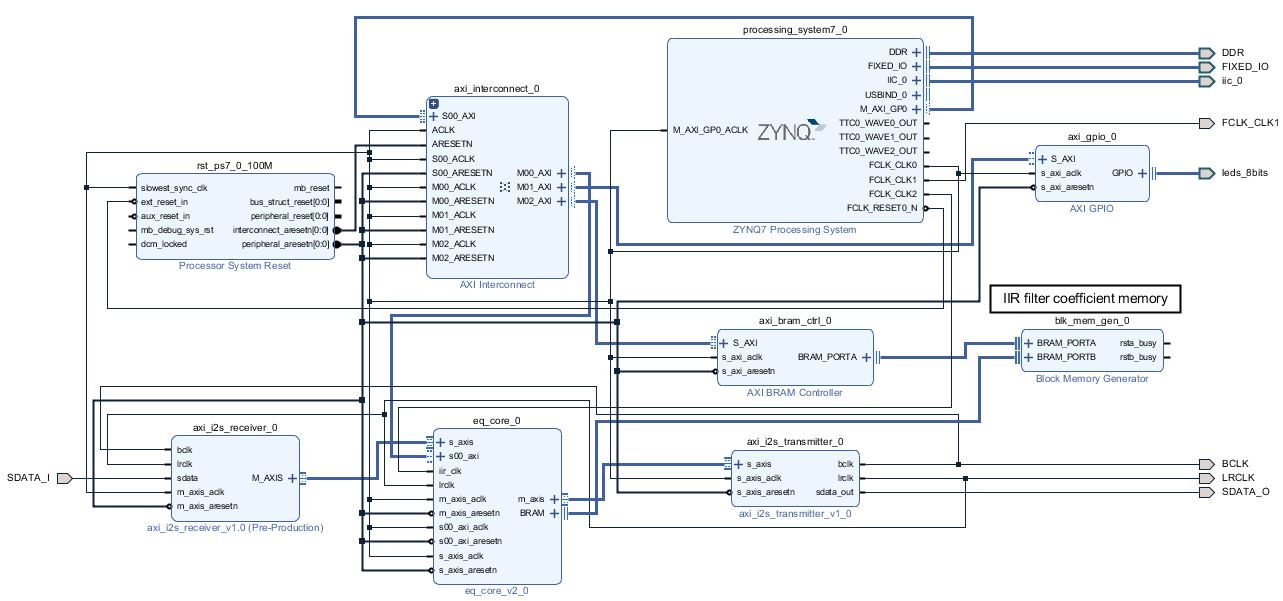 processing_system7_0
DDR
FIXED_IO
IIC_0
USBIND_0
M_AXI_GP0
TTC0_WAVE0_OUT
TTC0_WAVE1_OUT
TTC0_WAVE2_OUT
FCLK_CLK0
FCLK_CLK1
FCLK_CLK2
FCLK_RESET0_N
M_AXI_GP0_ACLK
ZYNQ
ZYNQ7 Processing System
DDR
FIXED_IO
iic_0
FCLK_CLK1
leds_8bits
axi_interconnect_0
S00_AXI
ACLK
ARESETN
S00_ACLK
S00_ARESETN
M00_ACLK
M00_ARESETN
M01_ACLK
M01_ARESETN
M02_ACLK
M02_ARESETN
M00_AXI
M01_AXI
M02_AXI
AXI Interconnect
axi_gpio_0
S_AXI
s_axi_aclk
s_axi_aresetn
GPIO
AXI GPIO
rst_ps7_0_100M
slowest_sync_clk
ext_reset_in
aux_reset_in
mb_debug_sys_rst
dcm_locked
mb_reset
bus_struct_reset[0:0]
peripheral_reset[0:0]
interconnect_aresetn[0:0]
peripheral_aresetn[0:0]
Processor System Reset
IIR filter coefficient memory
axi_bram_ctrl_0
S_AXI
s_axi_aclk
s_axi_aresetn
BRAM_PORTA
AXI BRAM Controller
blk_mem_gen_0
BRAM_PORTA
BRAM_PORTB
rsta_busy
rstb_busy
Block Memory Generator
SDATA_I
axi_i2s_receiver_0
bclk
lrclk
sdata
m_axis_aclk
m_axis_aresetn
M_AXIS
axi_i2s_receiver_v1.0 (Pre-Production)
eq_core_0
s_axis
s00_axi
iir_clk
lrclk
m_axis_aclk
m_axis_aresetn
s00_axi_aclk
s00_axi_aresetn
s_axis_aclk
s_axis_aresetn
m_axis
BRAM
eq_core_v2_0
axi_i2s_transmitter_0
s_axis
s_axis_aclk
s_axis_aresetn
bclk
lrclk
sdata_out
axi_i2s_transmitter_v1_0
BCLK
LRCLK
SDATA_O